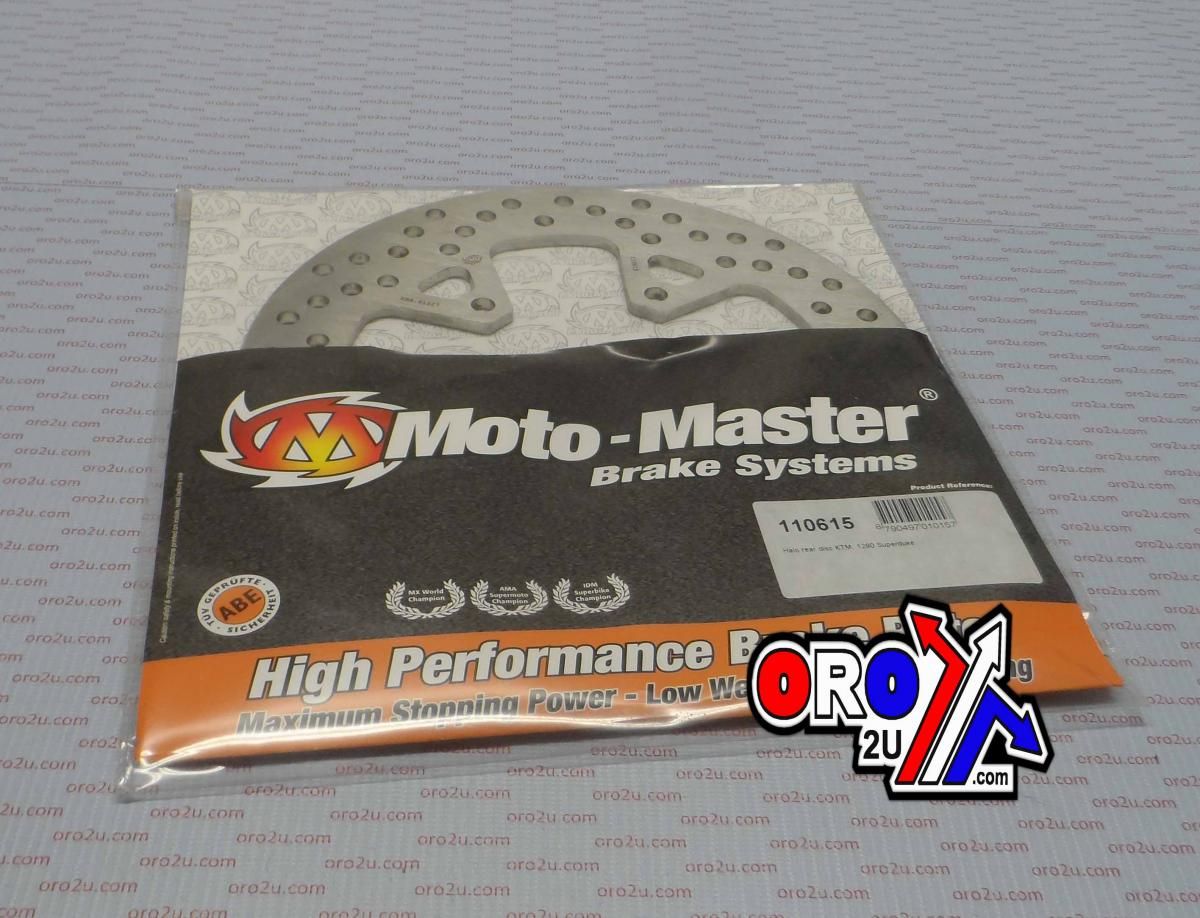 Moto-Master®
Brake Systems
Product Reference:
110615
8790497010157
Halo rear disc KTM 1290 Superduke
TÜV GEPRÜFTE
ABE
SICHERHEIT
MX World
Champion
AMA
Supermoto
Champion
IDM
Superbike
Champion
High Performance
Maximum Stopping Power - Low
ORO
2U
.com
oro2u.com